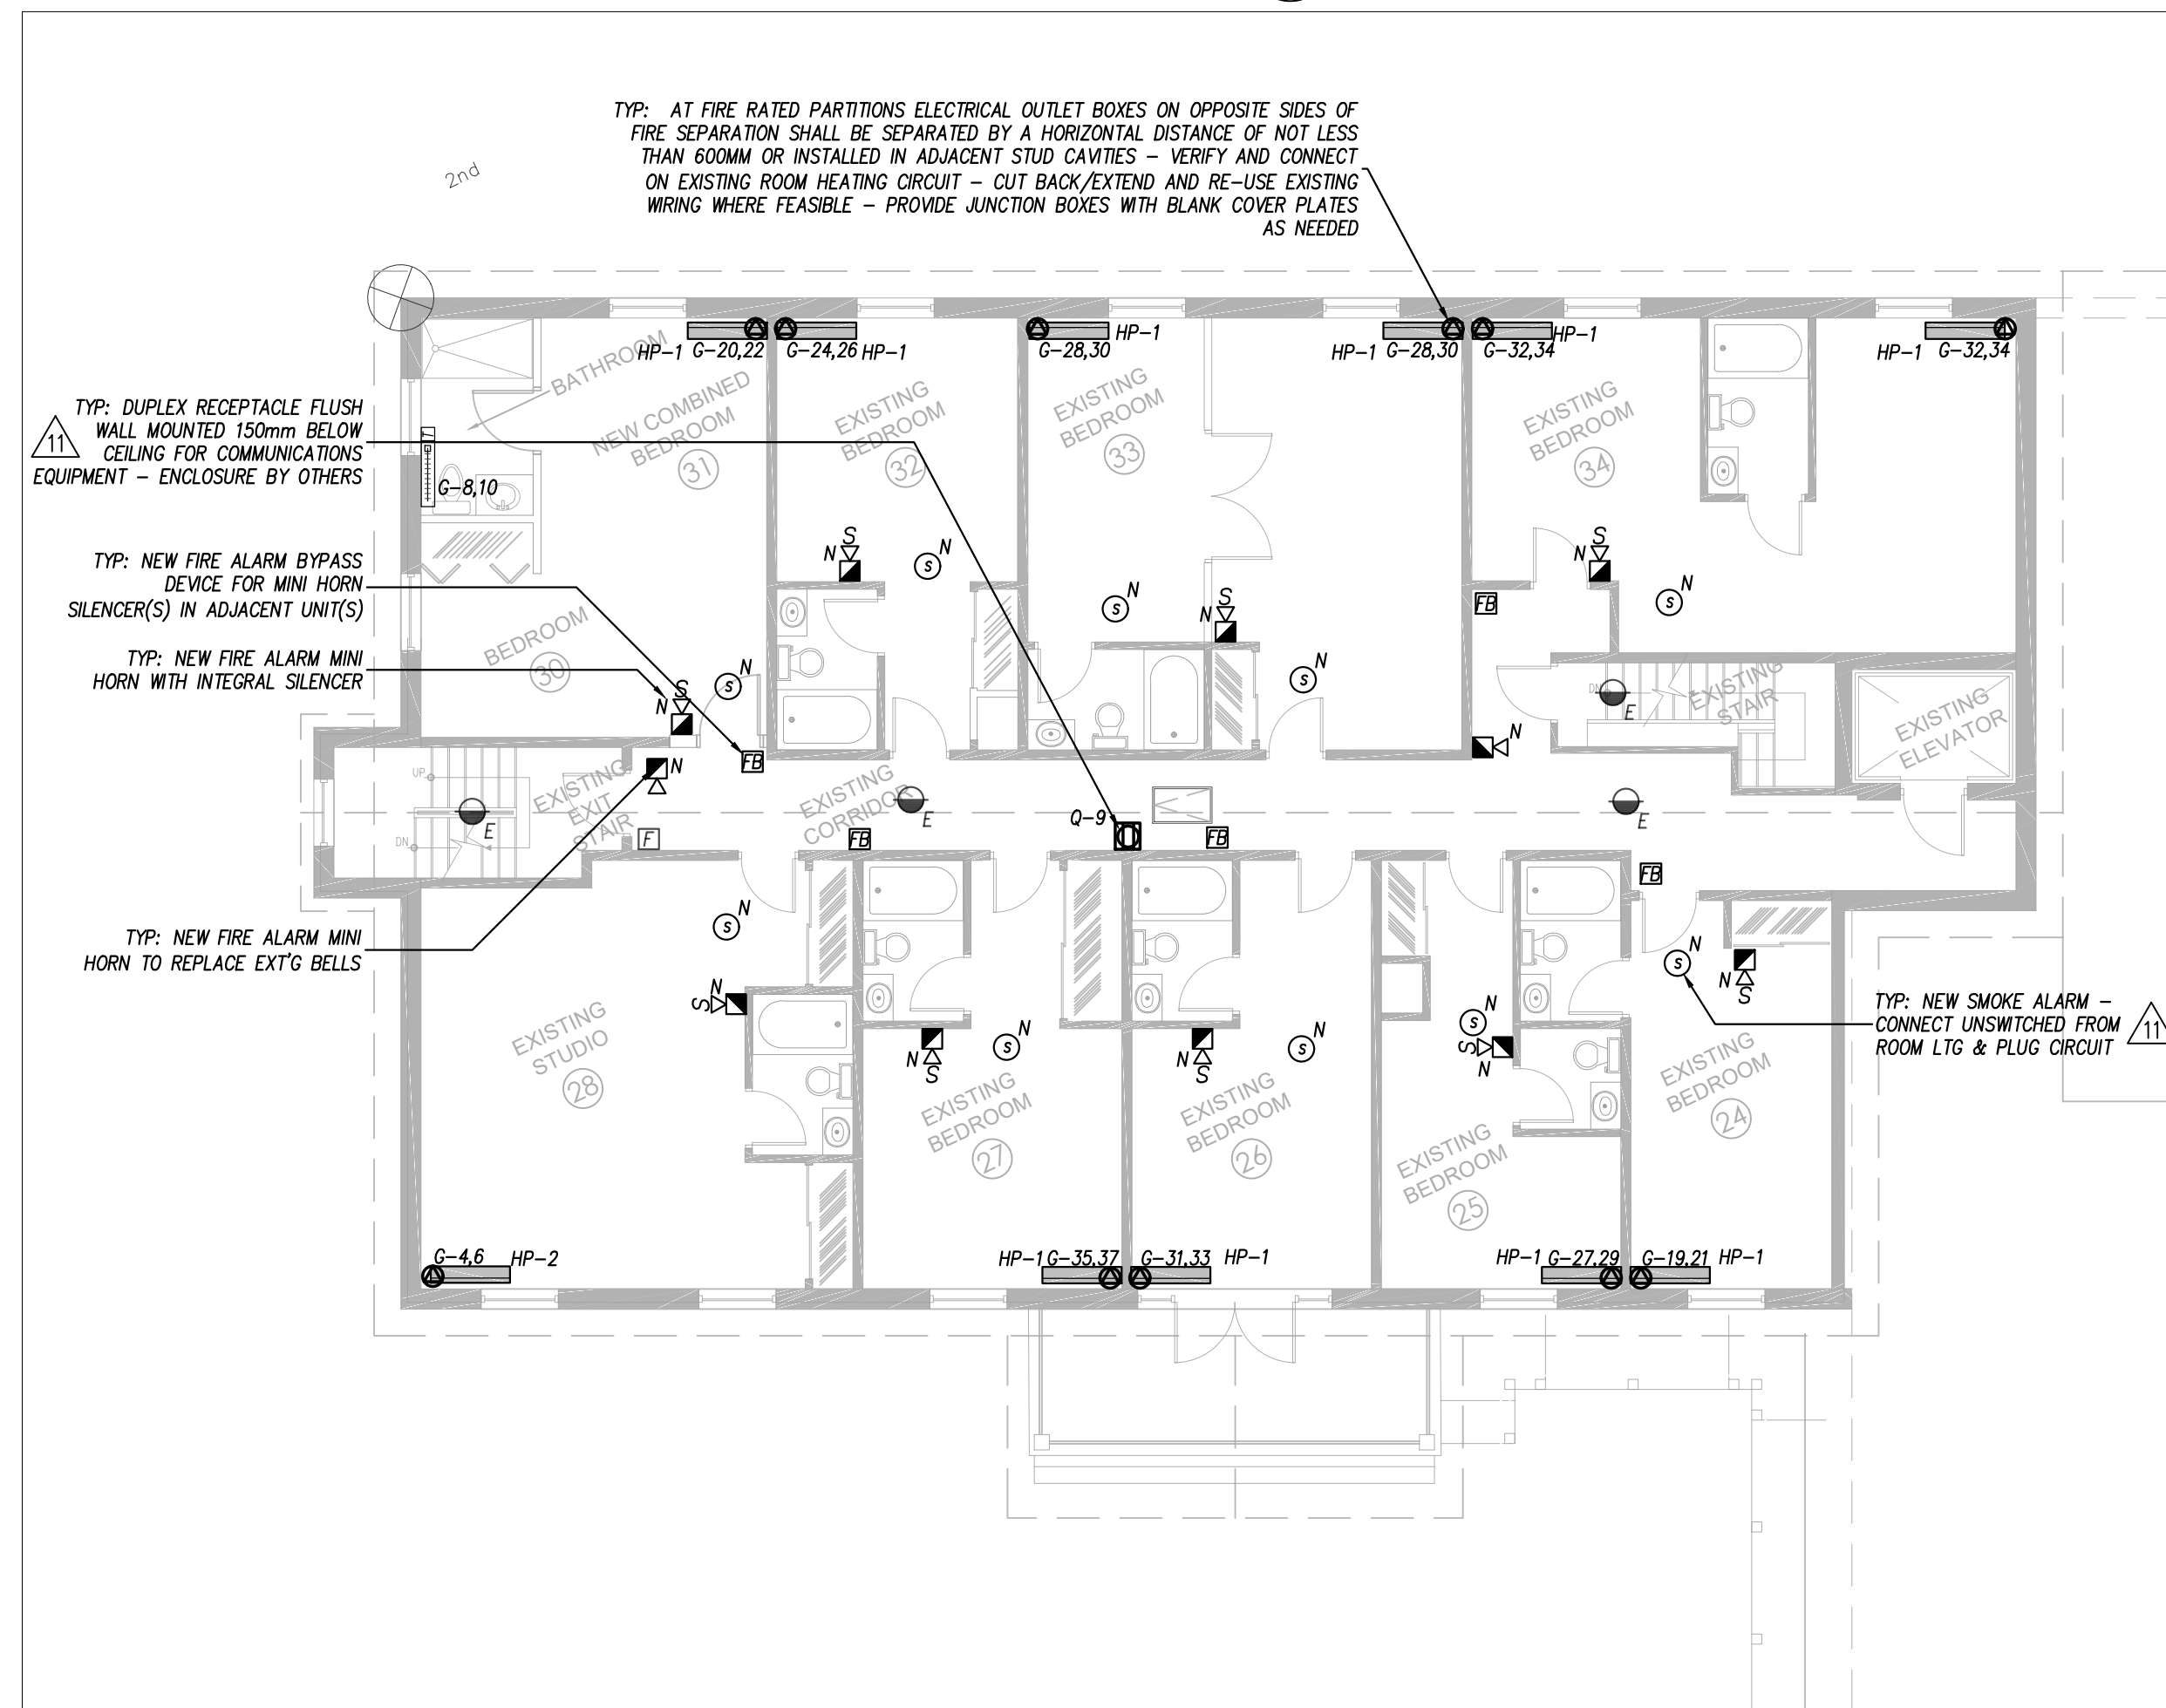 TYP: AT FIRE RATED PARTITIONS ELECTRICAL OUTLET BOXES ON OPPOSITE SIDES OF
FIRE SEPARATION SHALL BE SEPARATED BY A HORIZONTAL DISTANCE OF NOT LESS
THAN 600MM OR INSTALLED IN ADJACENT STUD CAVITIES – VERIFY AND CONNECT
ON EXISTING ROOM HEATING CIRCUIT – CUT BACK/EXTEND AND RE–USE EXISTING
WIRING WHERE FEASIBLE – PROVIDE JUNCTION BOXES WITH BLANK COVER PLATES
AS NEEDED
2nd
HP–1 G–20,22
G–24,26 HP–1
G–28,30 HP–1
HP–1 G–28,30
G–32,34 HP–1
HP–1 G–32,34
TYP: DUPLEX RECEPTACLE FLUSH
WALL MOUNTED 150mm BELOW
CEILING FOR COMMUNICATIONS
EQUIPMENT – ENCLOSURE BY OTHERS
11
T
G–8,10
BATHROOM
NEW COMBINED
BEDROOM
31
EXISTING
BEDROOM
32
EXISTING
BEDROOM
33
EXISTING
BEDROOM
34
TYP: NEW FIRE ALARM BYPASS
DEVICE FOR MINI HORN
SILENCER(S) IN ADJACENT UNIT(S)
TYP: NEW FIRE ALARM MINI
HORN WITH INTEGRAL SILENCER
BEDROOM
30
S
N
S
N
S
N
S
N
S
N
S
N
S
N
S
N
S
N
FB
EXISTING
STAIR
DN
E
EXISTING
ELEVATOR
N
FB
N
UP
DN
E
EXISTING
EXIT
STAIR
F
EXISTING
CORRIDOR
E
FB
Q–9
FB
E
FB
TYP: NEW FIRE ALARM MINI
HORN TO REPLACE EXT'G BELLS
S
N
N
S
S
N
N
S
S
N
N
S
S
N
S
N
S
N
N
S
TYP: NEW SMOKE ALARM –
CONNECT UNSWITCHED FROM
ROOM LTG & PLUG CIRCUIT
11
EXISTING
STUDIO
28
EXISTING
BEDROOM
27
EXISTING
BEDROOM
26
EXISTING
BEDROOM
25
EXISTING
BEDROOM
24
G–4,6 HP–2
HP–1 G–35,37
G–31,33 HP–1
HP–1 G–27,29
G–19,21 HP–1